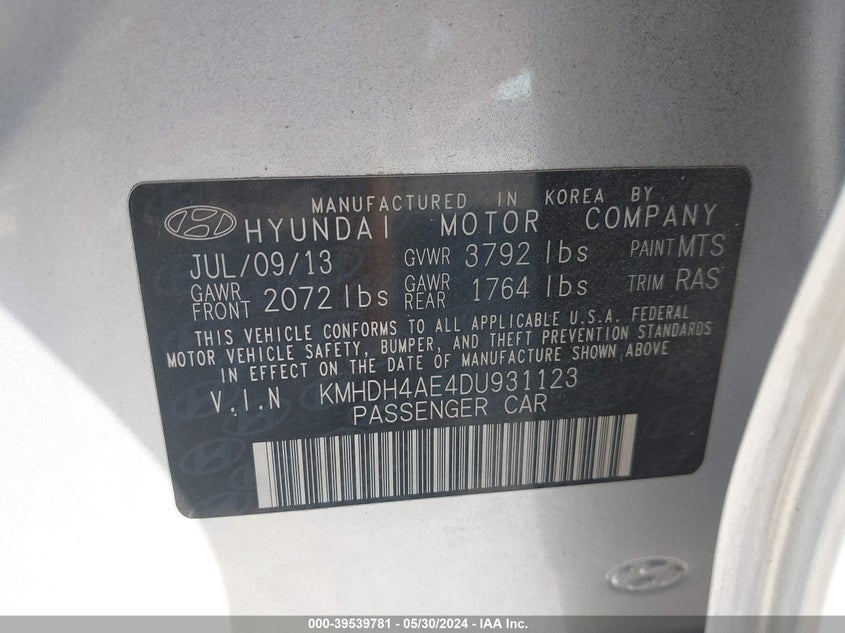 MANUFACTURED IN KOREA BY
HYUNDAI MOTOR COMPANY
JUL/09/13 GVWR 3792 lbs PAINT MTS
GAWR FRONT 2072 lbs GAWR REAR 1764 lbs TRIM RAS
THIS VEHICLE CONFORMS TO ALL APPLICABLE U.S.A. FEDERAL
MOTOR VEHICLE SAFETY, BUMPER, AND THEFT PREVENTION STANDARDS
IN EFFECT ON THE DATE OF MANUFACTURE SHOWN ABOVE
V.I.N KMHDH4AE4DU931123
PASSENGER CAR
000-39539781 - 05/30/2024 - IAA Inc.